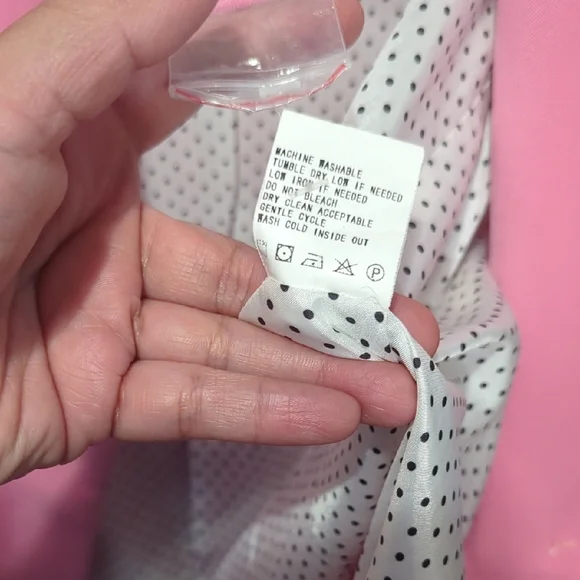 MACHINE WASHABLE
TUMBLE DRY LOW IF NEEDED
LOW IRON IF NEEDED
DO NOT BLEACH
DRY CLEAN ACCEPTABLE
GENTLE CYCLE
WASH COLD INSIDE OUT
P